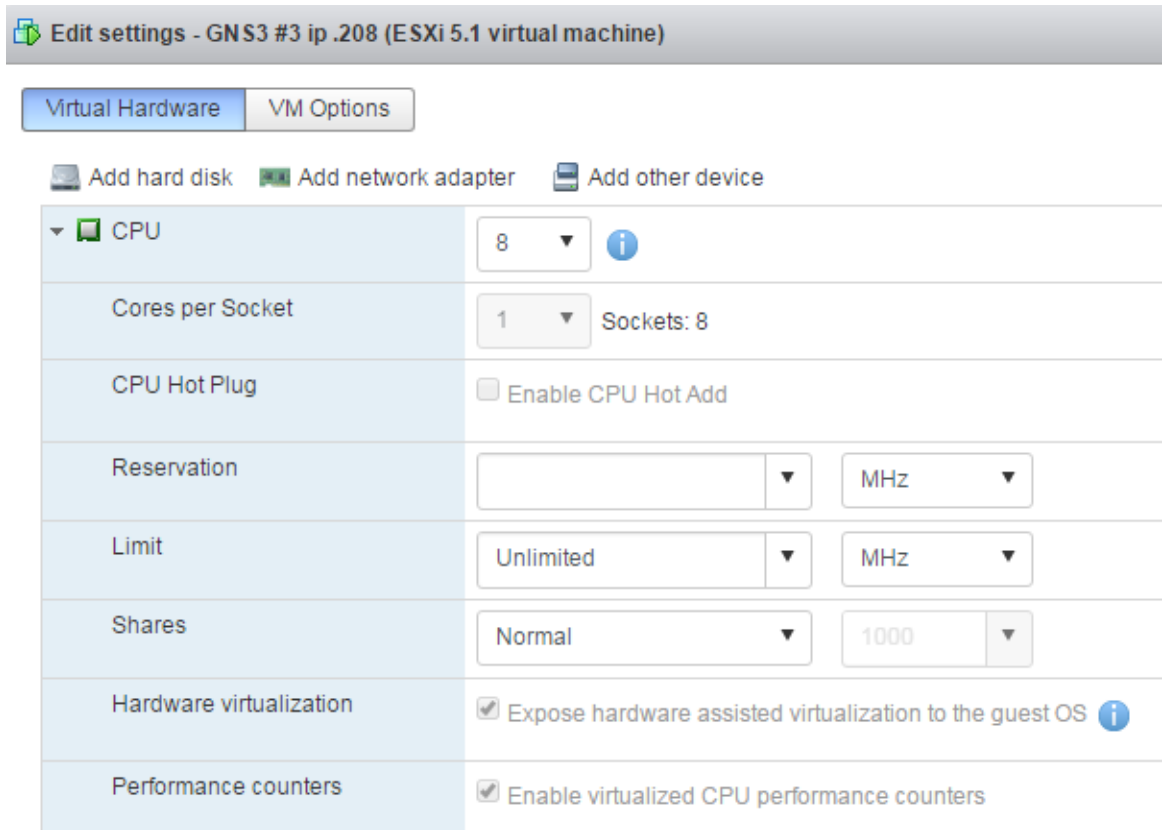 Edit settings - GNS3 #3 ip .208 (ESXi 5.1 virtual machine)
Virtual Hardware VM Options
Add hard disk Add network adapter Add other device
CPU 8
Cores per Socket 1 Sockets: 8
CPU Hot Plug Enable CPU Hot Add
Reservation MHz
Limit Unlimited MHz
Shares Normal 1000
Hardware virtualization Expose hardware assisted virtualization to the guest OS
Performance counters Enable virtualized CPU performance counters